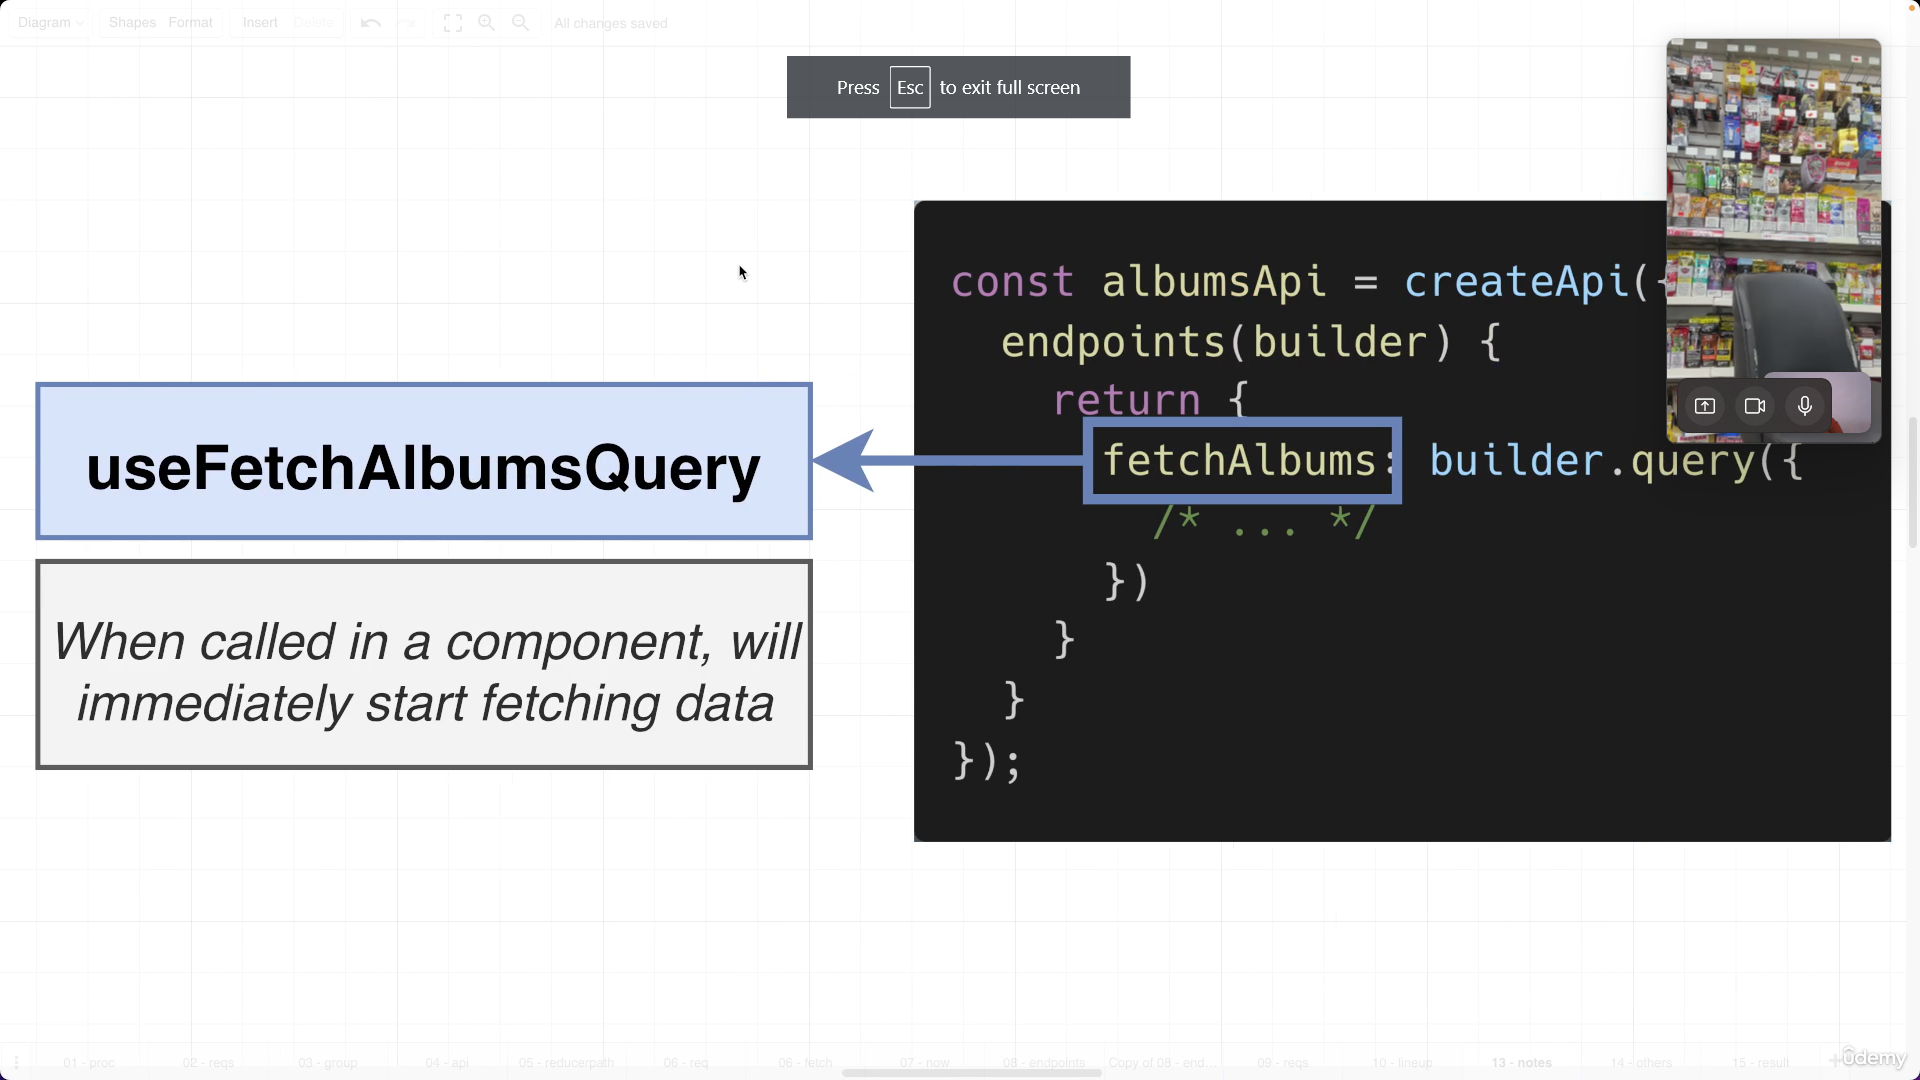 Diagram
Shapes
Format
Insert
Delete
All changes saved
Press Esc to exit full screen
const albumsApi = createApi({
endpoints(builder) {
return {
fetchAlbums: builder.query({
/* ... */
})
}
}
});
useFetchAlbumsQuery
When called in a component, will
immediately start fetching data
01 - proc
02 - reqs
03 - group
04 - api
05 - reducerpath
06 - req
06 - fetch
07 - now
08 - endpoints
Copy of 08 - end...
09 - reqs
10 - lineup
13 - notes
14 - others
15 - result
ûdemy